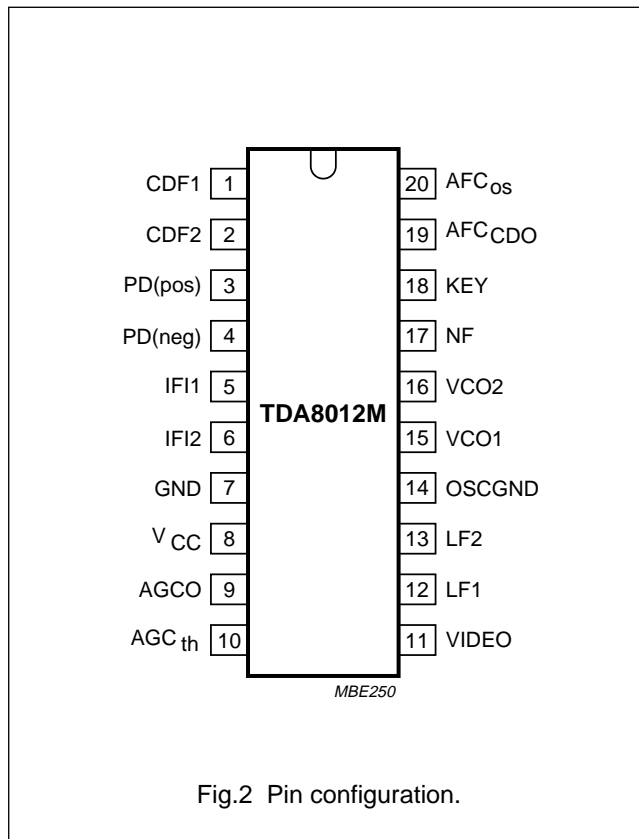 CDF1 1 20 AFCos
CDF2 2 19 AFCCDO
PD(pos) 3 18 KEY
PD(neg) 4 17 NF
IFI1 5 16 VCO2
TDA8012M
IFI2 6 15 VCO1
GND 7 14 OSCGND
VCC 8 13 LF2
AGCO 9 12 LF1
AGCth 10 11 VIDEO
MBE250
Fig.2 Pin configuration.